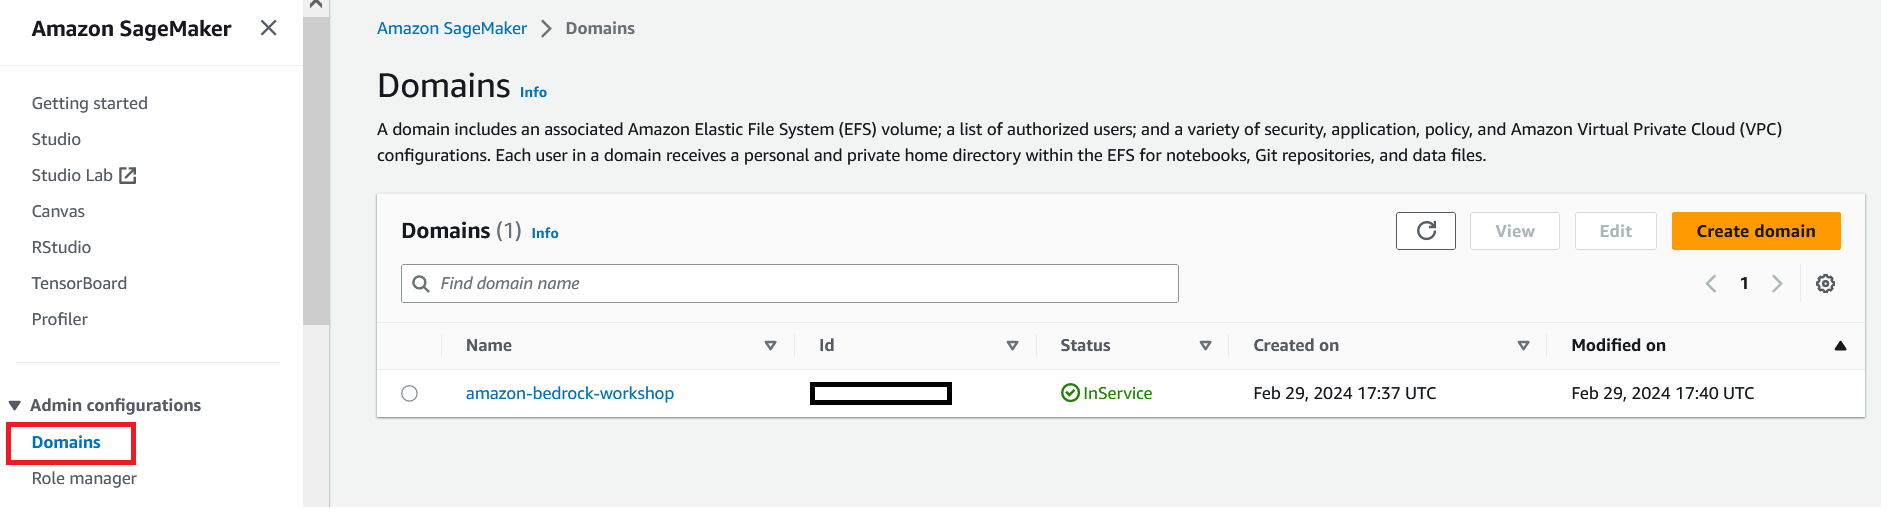 Amazon SageMaker
Getting started
Studio
Studio Lab
Canvas
RStudio
TensorBoard
Profiler
Admin configurations
Domains
Role manager
Amazon SageMaker > Domains
Domains Info
A domain includes an associated Amazon Elastic File System (EFS) volume; a list of authorized users; and a variety of security, application, policy, and Amazon Virtual Private Cloud (VPC)
configurations. Each user in a domain receives a personal and private home directory within the EFS for notebooks, Git repositories, and data files.
Domains (1) Info
View Edit Create domain
Find domain name
1
Name Id Status Created on Modified on
amazon-bedrock-workshop InService Feb 29, 2024 17:37 UTC Feb 29, 2024 17:40 UTC